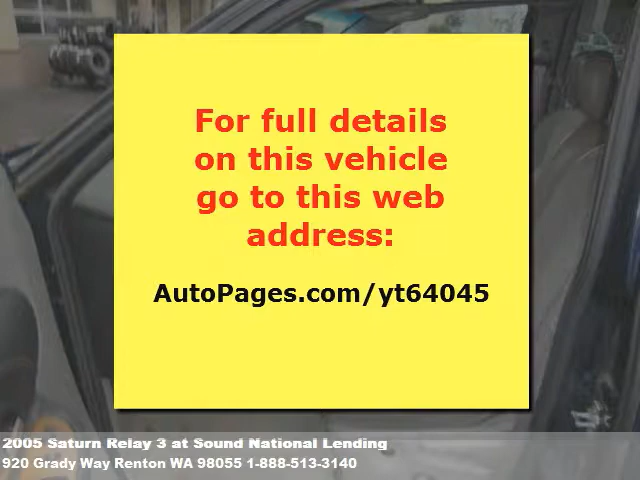 For full details
on this vehicle
go to this web
address:
AutoPages.com/yt64045
2005 Saturn Relay 3 at Sound National Lending
920 Grady Way Renton WA 98055 1-888-513-3140